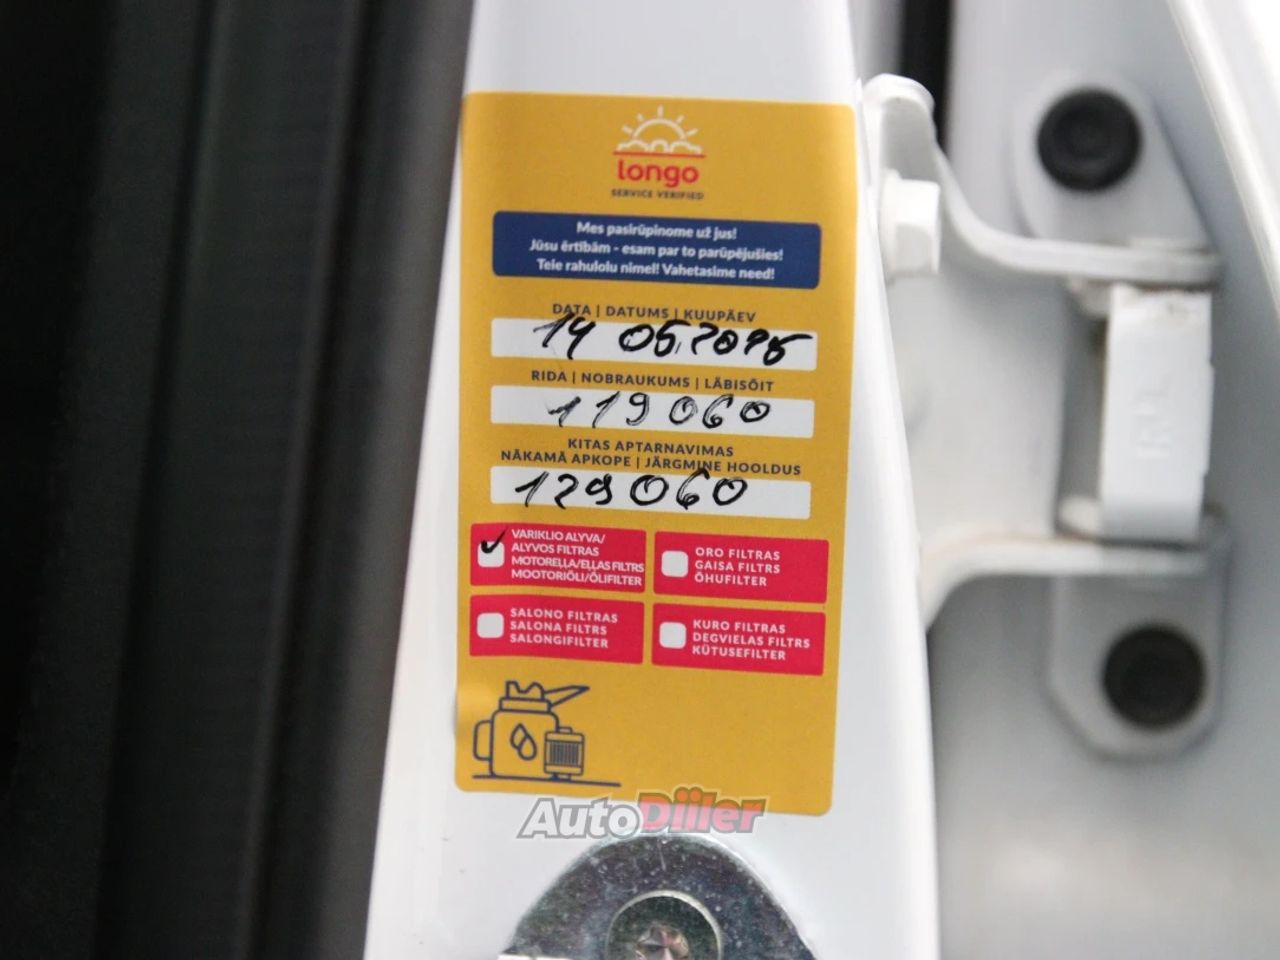 longo
SERVICE VERIFIED
Mes pasirūpinome už jus!
Jūsu ērtībām - esam par to parūpējušies!
Teie rahulolu nimel! Vahetasime need!
DATA | DATUMS | KUUPÄEV
14 05.2025
RIDA | NOBRAUKUMS | LÄBISÕIT
119060
KITAS APTARNAVIMAS
NĀKAMĀ APKOPE | JÄRGMINE HOOLDUS
129060
VARIKLIO ALYVA/
ALYVOS FILTRAS
MOTOREĻĻA/EĻĻAS FILTRS
MOOTORIÕLI/ÕLIFILTER
ORO FILTRAS
GAISA FILTRS
ÕHUFILTER
SALONO FILTRAS
SALONA FILTRS
SALONGIFILTER
KURO FILTRAS
DEGVIELAS FILTRS
KÜTUSEFILTER
AutoDiiler